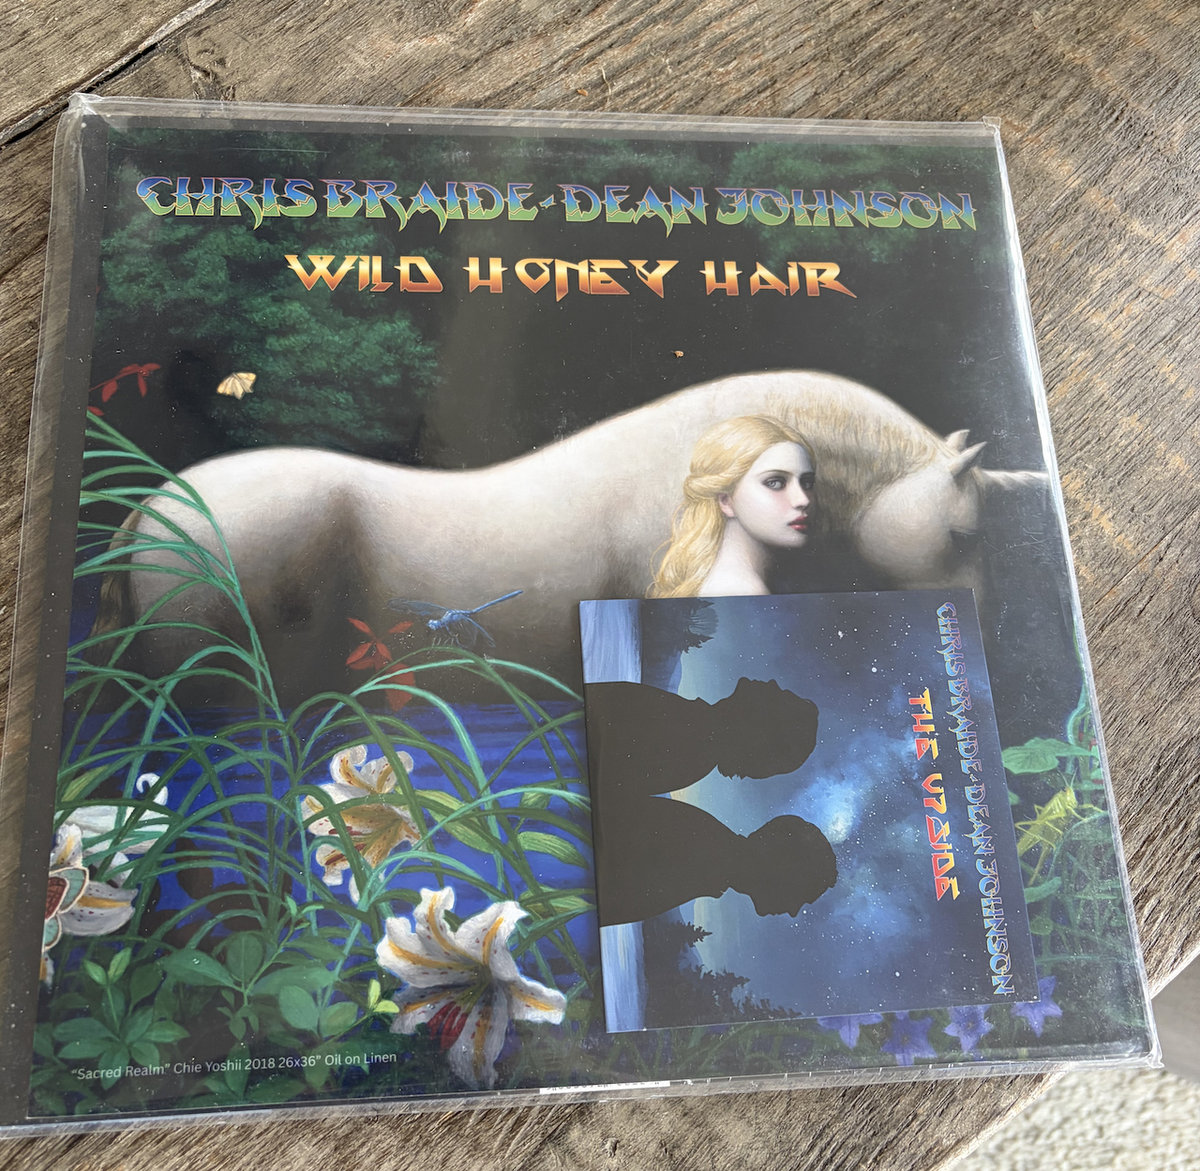 CHRIS BRAIDE-DEAN JOHNSON
WILD HONEY HAIR
CHRIS BRAIDE-DEAN JOHNSON
THE UPSIDE
"Sacred Realm" Chie Yoshii 2018 26x36" Oil on Linen